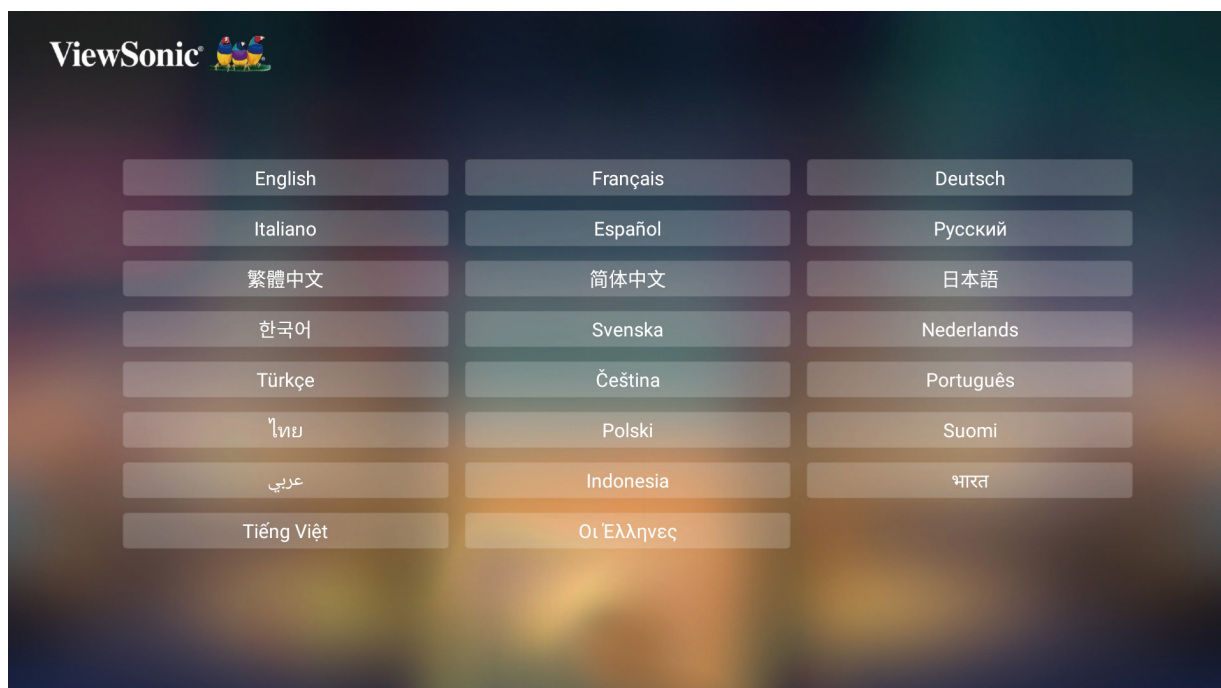 ViewSonic®
English Français Deutsch
Italiano Español Русский
繁體中文 简体中文 日本語
한국어 Svenska Nederlands
Türkçe Čeština Português
ไทย Polski Suomi
عربي Indonesia भारत
Tiếng Việt Οι Έλληνες